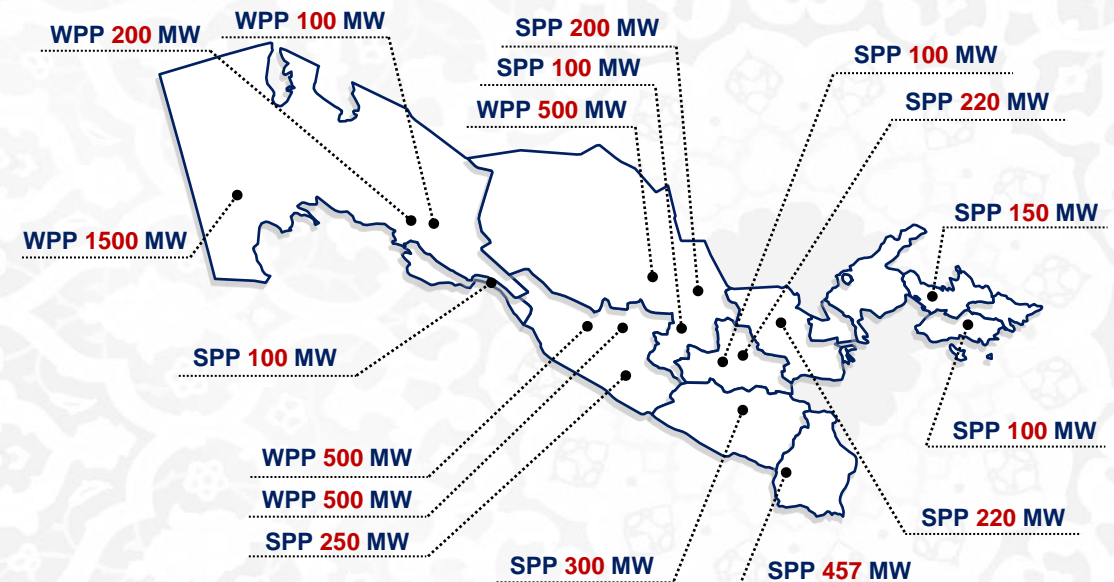 WPP 200 MW
WPP 100 MW
SPP 200 MW
SPP 100 MW
WPP 500 MW
SPP 100 MW
SPP 220 MW
SPP 150 MW
WPP 1500 MW
SPP 100 MW
SPP 100 MW
WPP 500 MW
WPP 500 MW
SPP 250 MW
SPP 220 MW
SPP 300 MW
SPP 457 MW